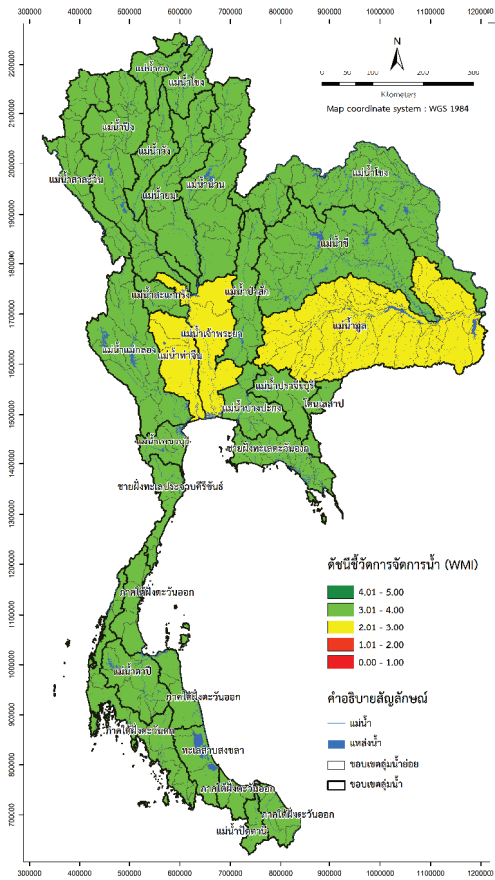 300000 400000 500000 600000 700000 800000 900000 1000000 1100000 1200000
2200000
2100000
2000000
1900000
1800000
1700000
1600000
1500000
1400000
1300000
1200000
1100000
1000000
900000
800000
700000
N
0 50 100 200 300
Kilometers
Map coordinate system : WGS 1984
แม่น้ำกก
แม่น้ำโขง
แม่น้ำปิง
แม่น้ำวัง
แม่น้ำสาละวิน
แม่น้ำยม
แม่น้ำน่าน
แม่น้ำโขง
แม่น้ำชี
แม่น้ำสะแกกรัง
แม่น้ำป่าสัก
แม่น้ำมูล
แม่น้ำเจ้าพระยา
แม่น้ำแม่กลอง
แม่น้ำท่าจีน
แม่น้ำปราจีนบุรี
โตนเลสาป
แม่น้ำบางปะกง
แม่น้ำเพชรบุรี
ชายฝั่งทะเลตะวันออก
ชายฝั่งทะเลประจวบคีรีขันธ์
ภาคใต้ฝั่งตะวันออก
แม่น้ำตาปี
ภาคใต้ฝั่งตะวันออก
ภาคใต้ฝั่งตะวันตก
ทะเลสาบสงขลา
ภาคใต้ฝั่งตะวันออก
ภาคใต้ฝั่งตะวันออก
แม่น้ำปัตตานี
ดัชนีชี้วัดการจัดการน้ำ (WMI)
4.01 - 5.00
3.01 - 4.00
2.01 - 3.00
1.01 - 2.00
0.00 - 1.00
คำอธิบายสัญลักษณ์
แม่น้ำ
แหล่งน้ำ
ขอบเขตลุ่มน้ำย่อย
ขอบเขตลุ่มน้ำ
300000 400000 500000 600000 700000 800000 900000 1000000 1100000 1200000